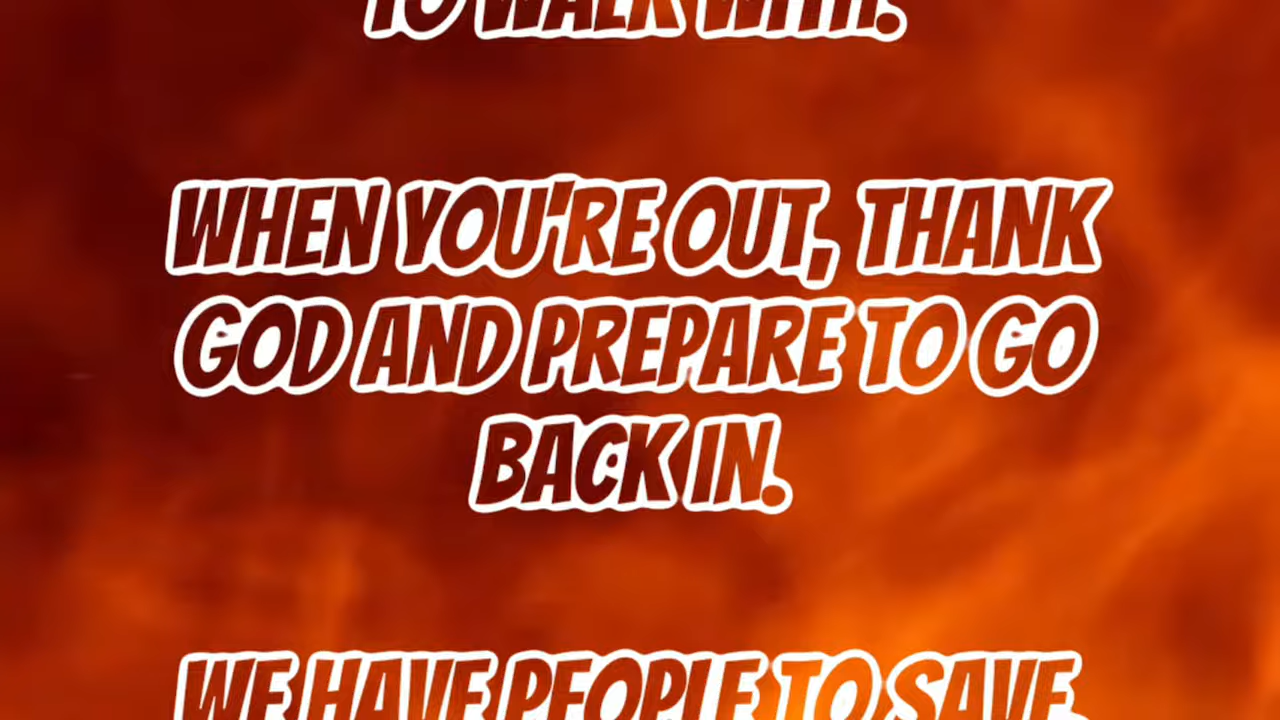 TO WALK WITH.
WHEN YOU'RE OUT, THANK
GOD AND PREPARE TO GO
BACK IN.
WE HAVE PEOPLE TO SAVE.